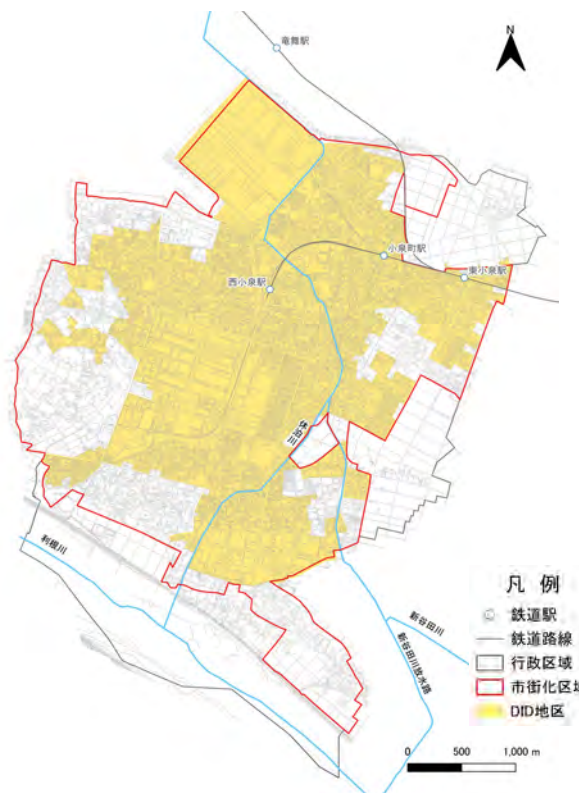 N
竜舞駅
小泉町駅
東小泉駅
西小泉駅
休泊川
利根川
新谷田川
新谷田川放水路
凡 例
鉄道駅
鉄道路線
行政区域
市街化区域
DID地区
0 500 1,000 m